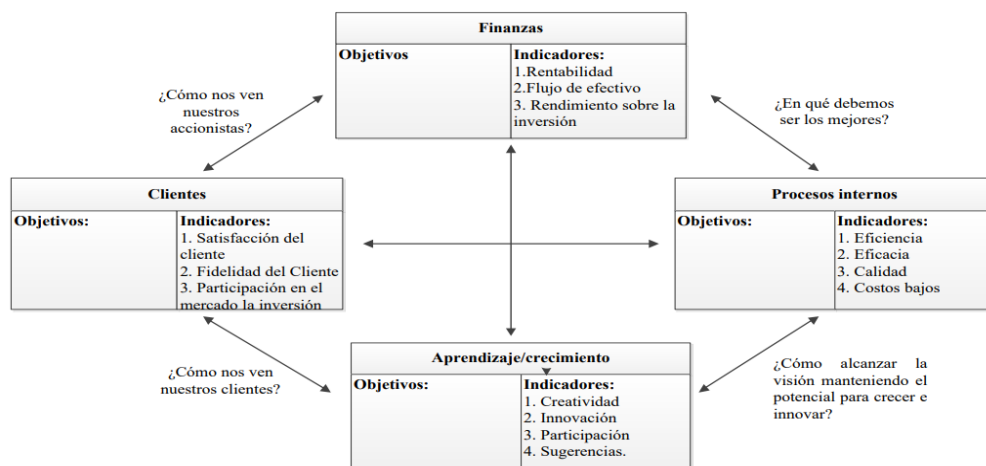 Finanzas
Objetivos
Indicadores:
1.Rentabilidad
2.Flujo de efectivo
3. Rendimiento sobre la
inversión
¿Cómo nos ven
nuestros
accionistas?
¿En qué debemos
ser los mejores?
Clientes
Objetivos:
Indicadores:
1. Satisfacción del
cliente
2. Fidelidad del Cliente
3. Participación en el
mercado la inversión
Procesos internos
Objetivos:
Indicadores:
1. Eficiencia
2. Eficacia
3. Calidad
4. Costos bajos
¿Cómo nos ven
nuestros clientes?
Aprendizaje/crecimiento
Objetivos:
Indicadores:
1. Creatividad
2. Innovación
3. Participación
4. Sugerencias.
¿Cómo alcanzar la
visión manteniendo el
potencial para crecer e
innovar?